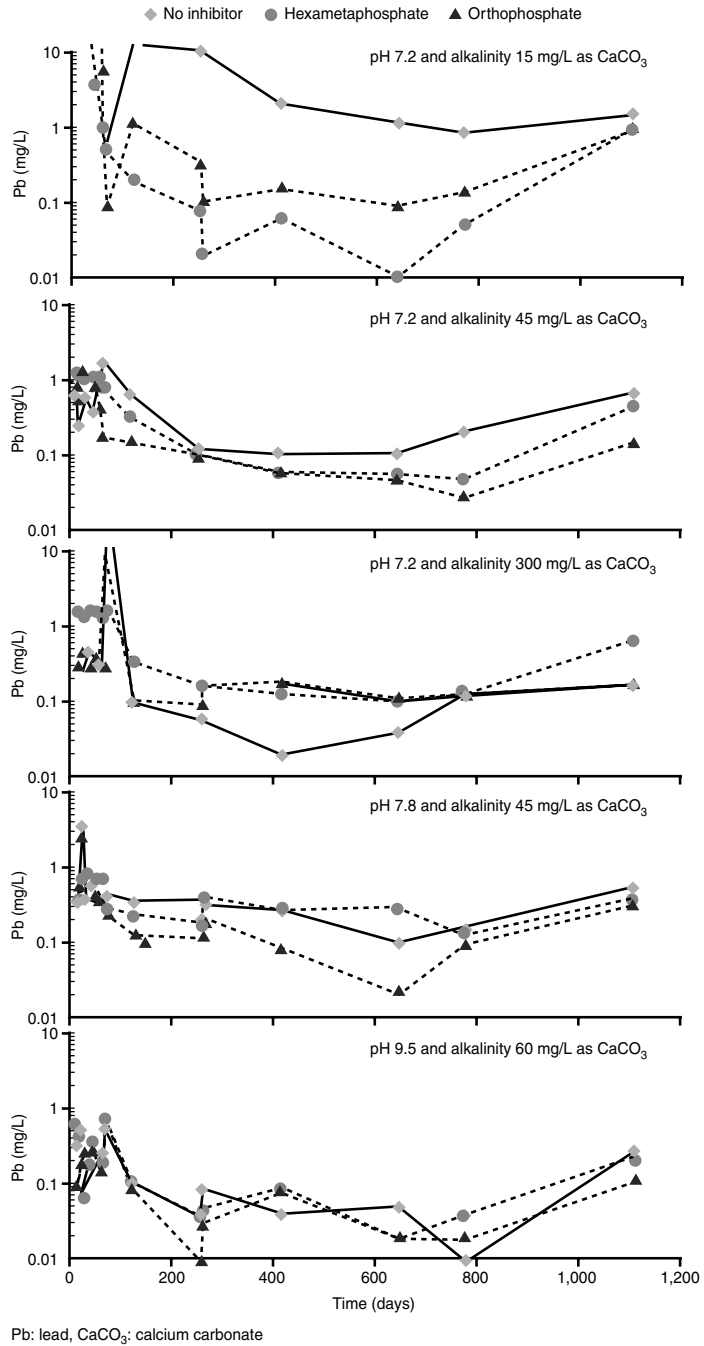 No inhibitor Hexametaphosphate Orthophosphate
pH 7.2 and alkalinity 15 mg/L as CaCO₃
10
1
0.1
0.01
Pb (mg/L)
pH 7.2 and alkalinity 45 mg/L as CaCO₃
10
1
0.1
0.01
Pb (mg/L)
pH 7.2 and alkalinity 300 mg/L as CaCO₃
10
1
0.1
0.01
Pb (mg/L)
pH 7.8 and alkalinity 45 mg/L as CaCO₃
10
1
0.1
0.01
Pb (mg/L)
pH 9.5 and alkalinity 60 mg/L as CaCO₃
10
1
0.1
0.01
Pb (mg/L)
0 200 400 600 800 1,000 1,200
Time (days)
Pb: lead, CaCO₃: calcium carbonate